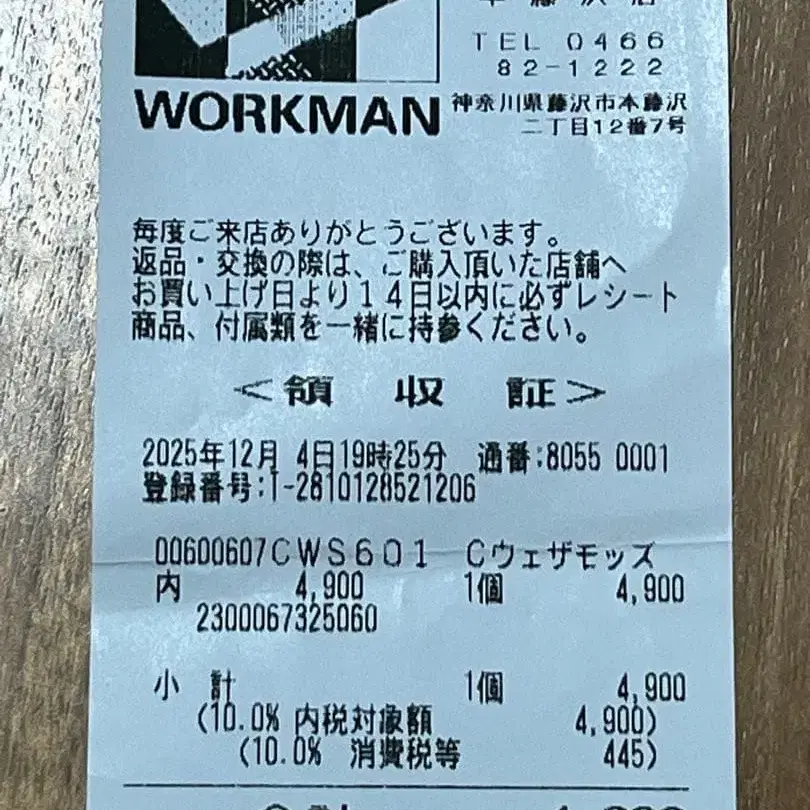 TEL 0466
82-1222
WORKMAN
神奈川県藤沢市本藤沢
二丁目12番7号
毎度ご来店ありがとうございます。
返品・交換の際は、ご購入頂いた店舗へ
お買い上げ日より14日以内に必ずレシート
商品、付属類を一緒に持参ください。
<領 収 証>
2025年12月 4日19時25分 通番:8055 0001
登録番号:T-2810128521206
00600607CWS601 Cウェザモッズ
内 4,900 1個 4,900
2300067325060
小 計 1個 4,900
(10.0% 内税対象額 4,900)
(10.0% 消費税等 445)